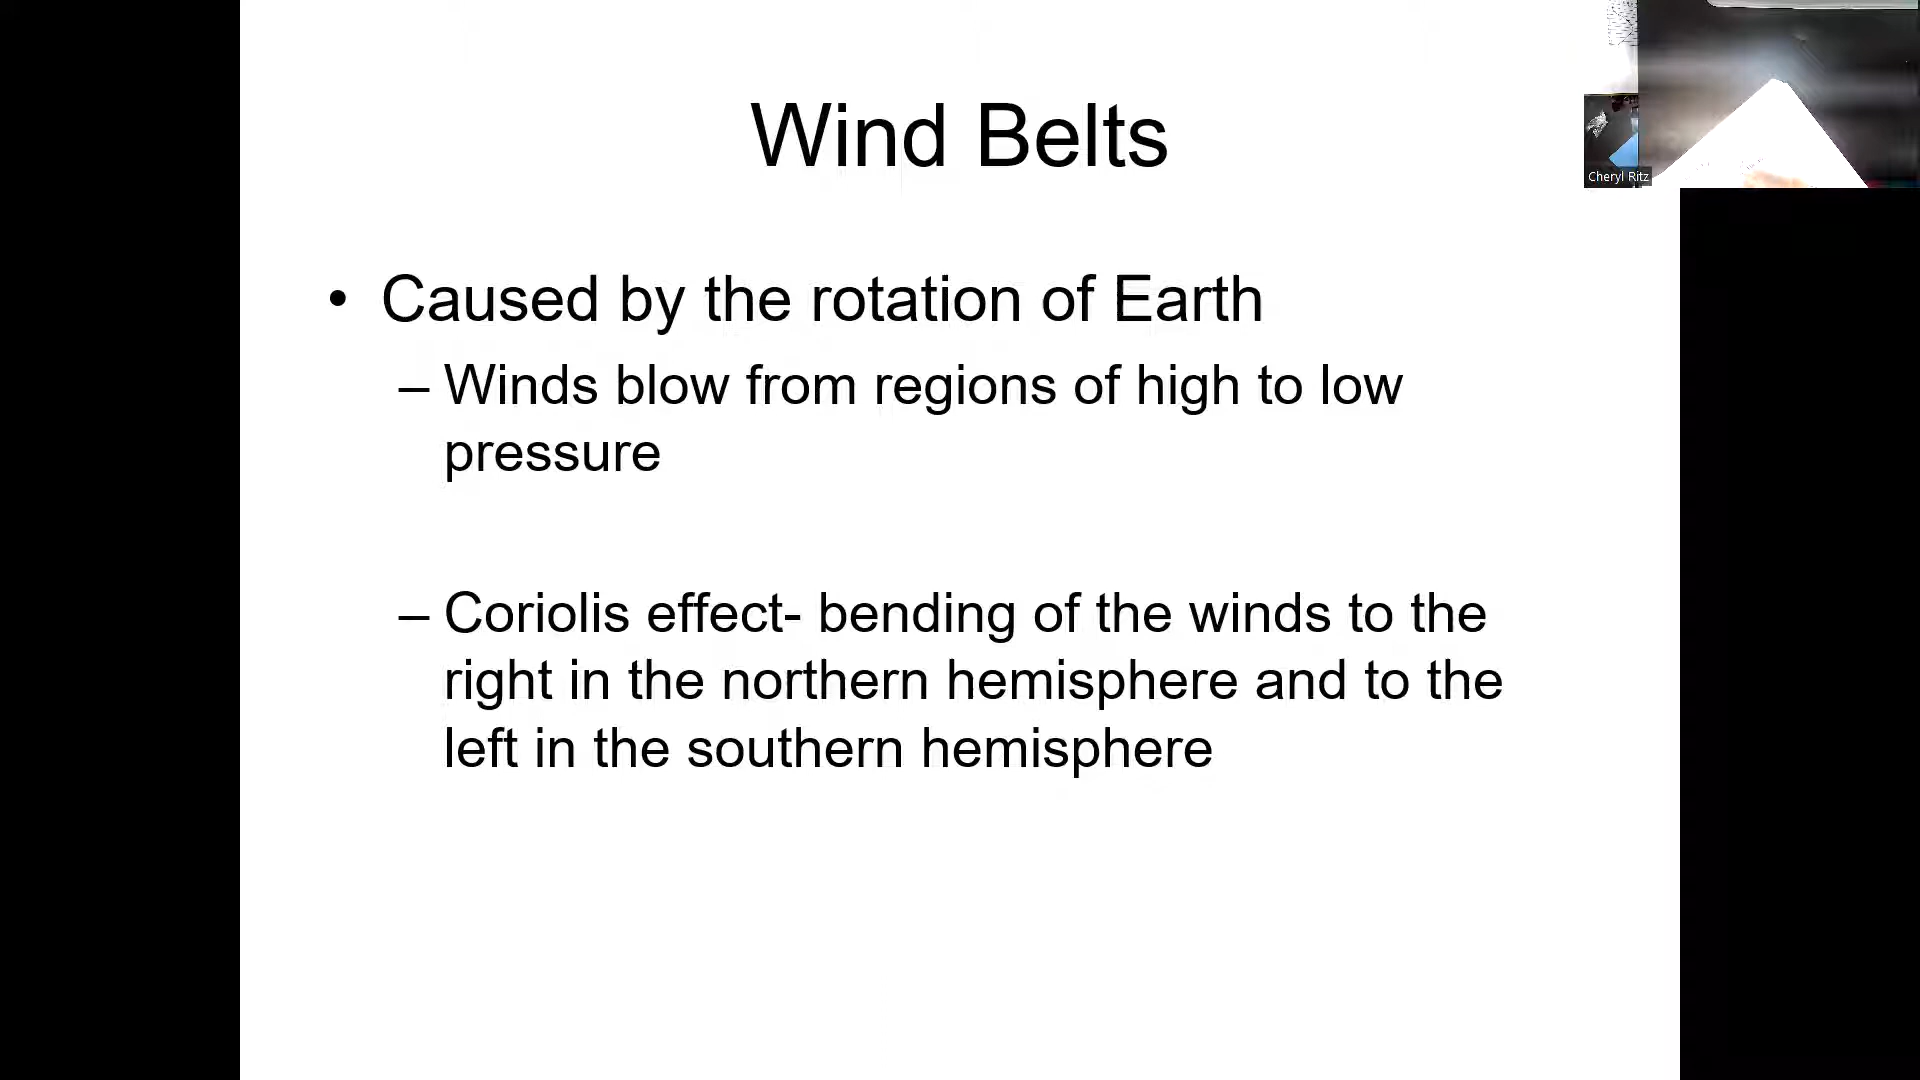 Wind Belts
Cheryl Ritz
• Caused by the rotation of Earth
– Winds blow from regions of high to low
pressure
– Coriolis effect- bending of the winds to the
right in the northern hemisphere and to the
left in the southern hemisphere